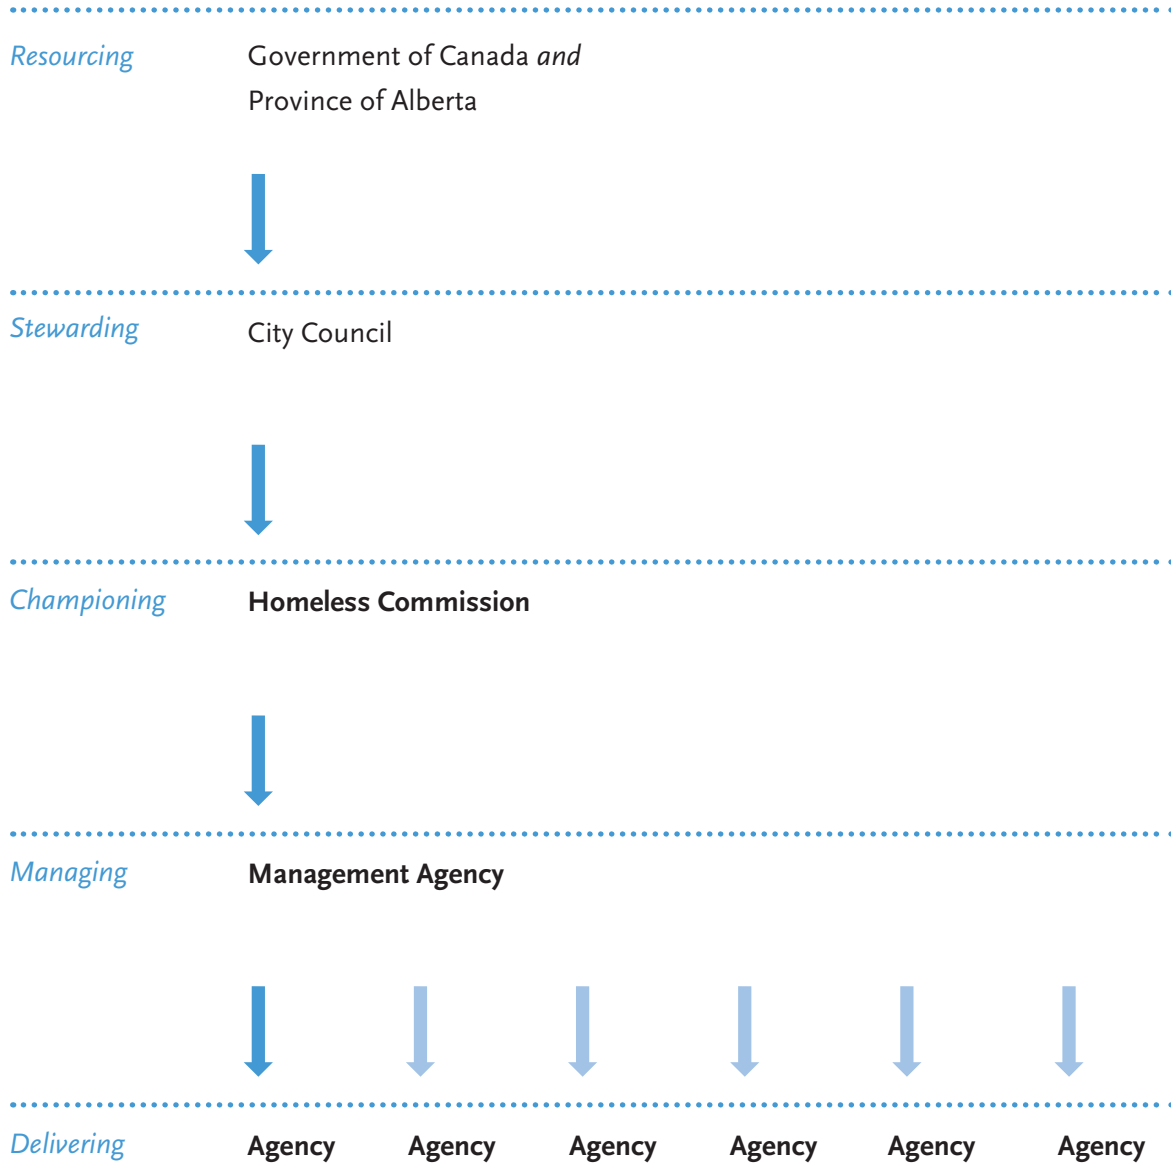 Resourcing Government of Canada and
Province of Alberta
Stewarding City Council
Championing Homeless Commission
Managing Management Agency
Delivering Agency Agency Agency Agency Agency Agency